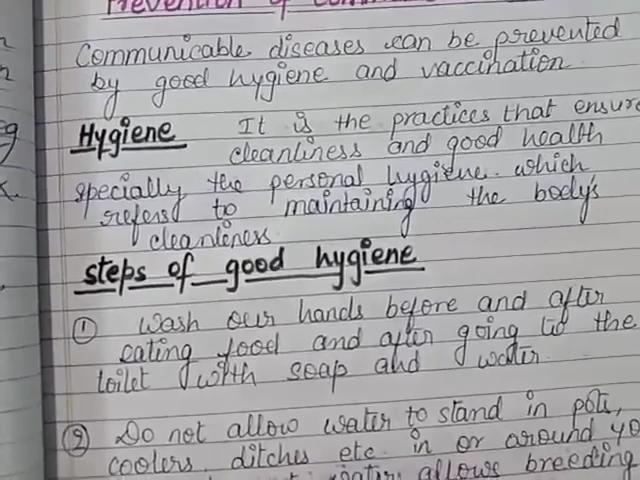 Prevention of
Communicable diseases can be prevented
by good hygiene and vaccination
Hygiene It is the practices that ensure
cleanliness and good health
specially the personal hygiene. which
refers to maintaining the body's
cleanliness
steps of good hygiene
① Wash our hands before and after
eating food and after going to the
toilet with soap and water.
② Do not allow water to stand in pots,
coolers, ditches etc in or around
water allows breeding